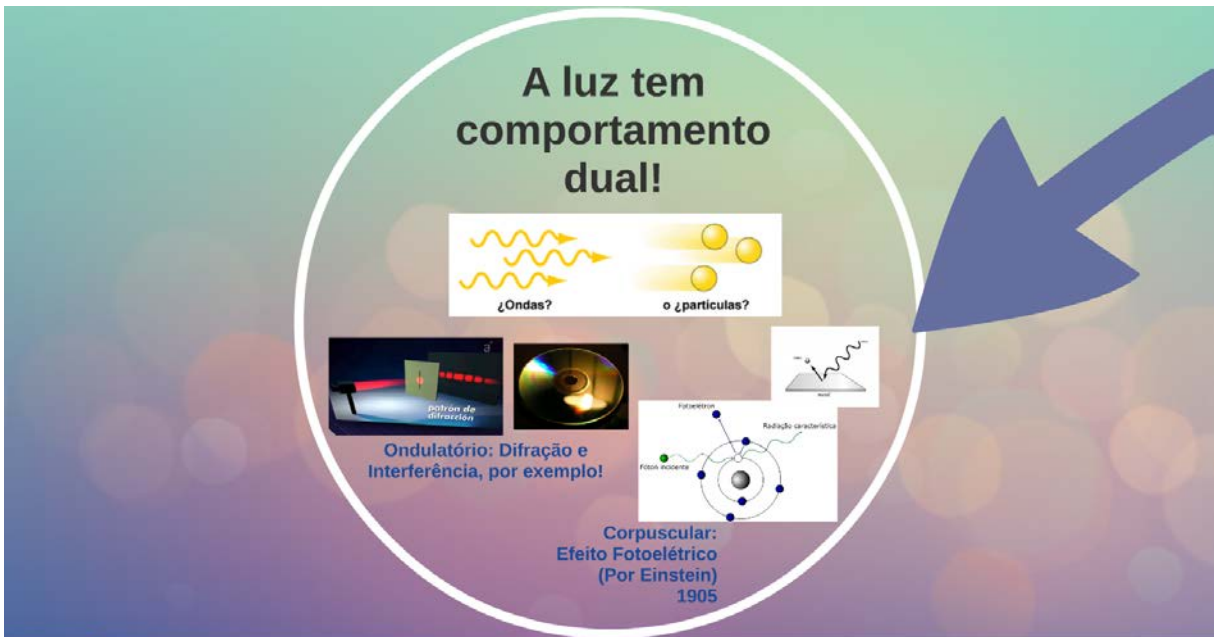 A luz tem
comportamento
dual!
¿Ondas?
o ¿partículas?
patrón de
difracción
Ondulatório: Difração e
Interferência, por exemplo!
Fotoelétron
Radiação característica
Fóton incidente
Corpuscular:
Efeito Fotoelétrico
(Por Einstein)
1905